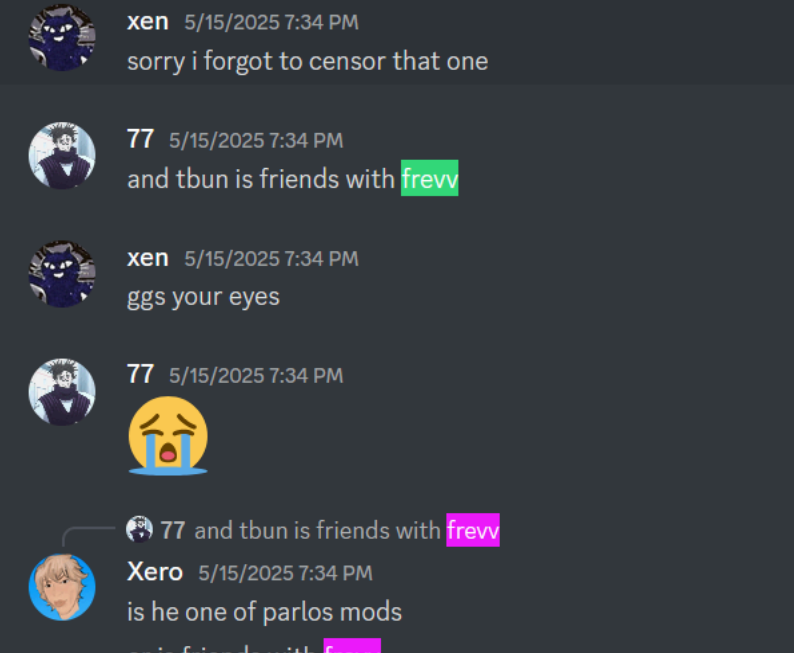 xen 5/15/2025 7:34 PM
sorry i forgot to censor that one
77 5/15/2025 7:34 PM
and tbun is friends with frevv
xen 5/15/2025 7:34 PM
ggs your eyes
77 5/15/2025 7:34 PM
77 and tbun is friends with frevv
Xero 5/15/2025 7:34 PM
is he one of parlos mods
is friends with